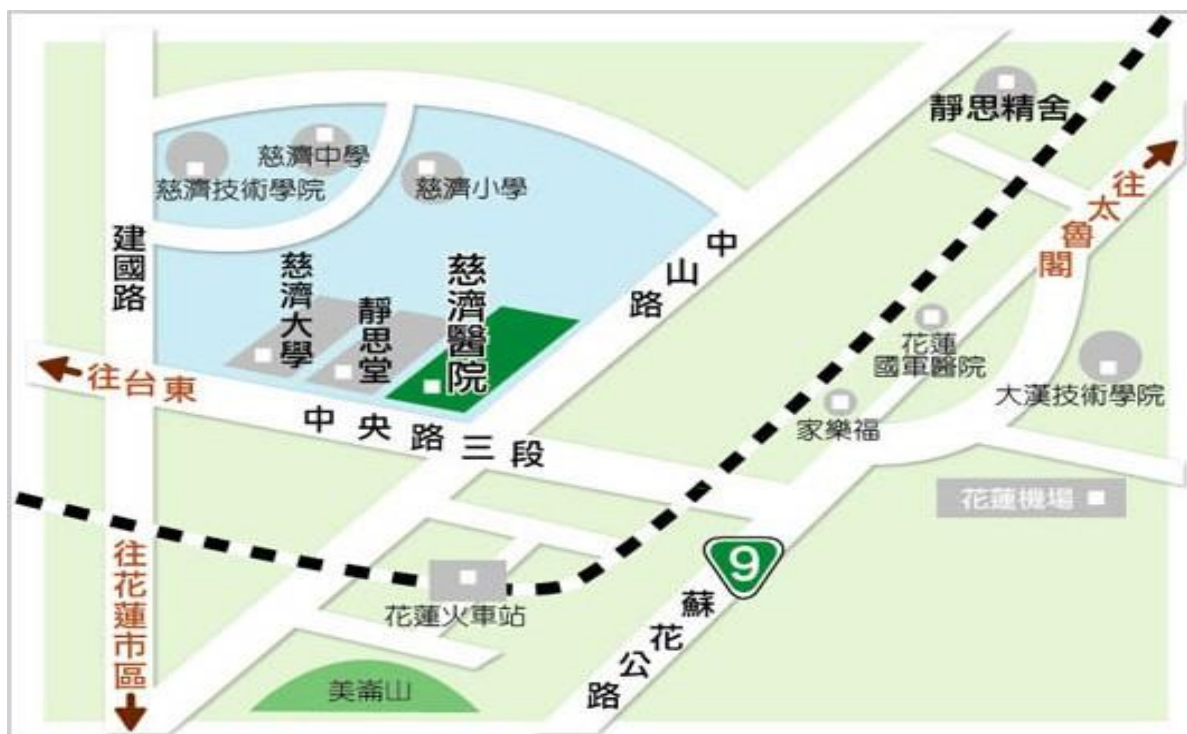 靜思精舍
往太魯閣
慈濟中學
慈濟技術學院
慈濟小學
建國路
慈濟大學
靜思堂
慈濟醫院
中山路
花蓮
國軍醫院
大漢技術學院
往台東
中央路三段
家樂福
花蓮機場
9
往花蓮市區
花蓮火車站
蘇花公路
美崙山